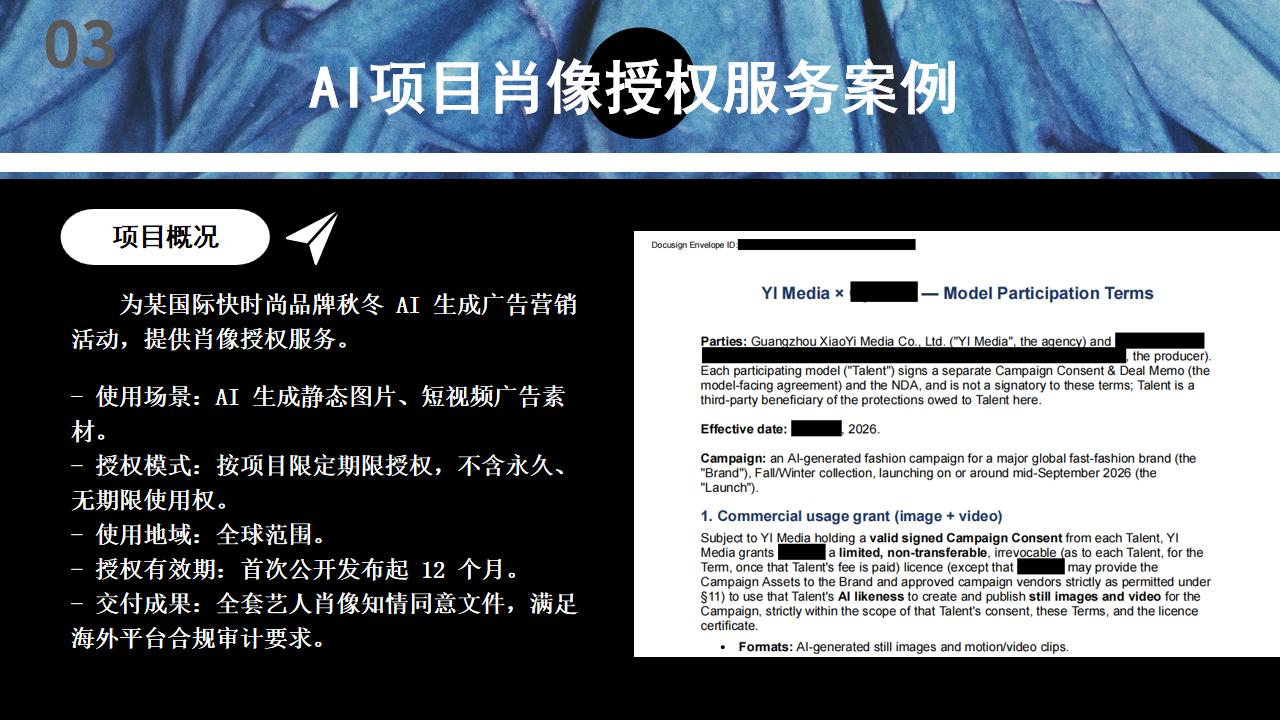 03
AI项目肖像授权服务案例
项目概况
为某国际快时尚品牌秋冬 AI 生成广告营销
活动，提供肖像授权服务。
- 使用场景：AI 生成静态图片、短视频广告素
材。
- 授权模式：按项目限定期限授权，不含永久、
无期限使用权。
- 使用地域：全球范围。
- 授权有效期：首次公开发布起 12 个月。
- 交付成果：全套艺人肖像知情同意文件，满足
海外平台合规审计要求。
Docusign Envelope ID:
YI Media × — Model Participation Terms
Parties: Guangzhou XiaoYi Media Co., Ltd. ("YI Media", the agency) and
, the producer).
Each participating model ("Talent") signs a separate Campaign Consent & Deal Memo (the
model-facing agreement) and the NDA, and is not a signatory to these terms; Talent is a
third-party beneficiary of the protections owed to Talent here.
Effective date: , 2026.
Campaign: an AI-generated fashion campaign for a major global fast-fashion brand (the
"Brand"), Fall/Winter collection, launching on or around mid-September 2026 (the
"Launch").
1. Commercial usage grant (image + video)
Subject to YI Media holding a valid signed Campaign Consent from each Talent, YI
Media grants a limited, non-transferable, irrevocable (as to each Talent, for the
Term, once that Talent's fee is paid) licence (except that may provide the
Campaign Assets to the Brand and approved campaign vendors strictly as permitted under
§11) to use that Talent's AI likeness to create and publish still images and video for the
Campaign, strictly within the scope of that Talent's consent, these Terms, and the licence
certificate.
• Formats: AI-generated still images and motion/video clips.